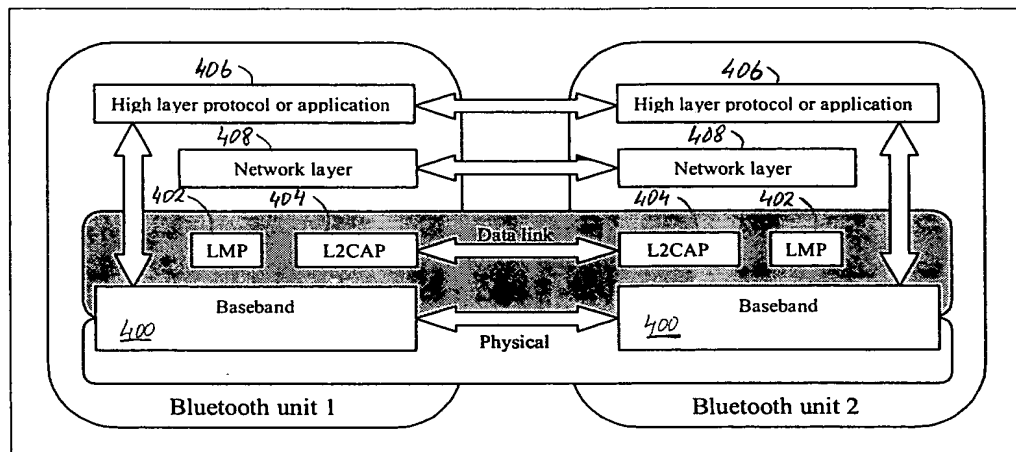 406 406
High layer protocol or application High layer protocol or application
408 408
Network layer Network layer
402 404 404 402
LMP L2CAP Data link L2CAP LMP
Baseband Baseband
400 Physical 400
Bluetooth unit 1 Bluetooth unit 2